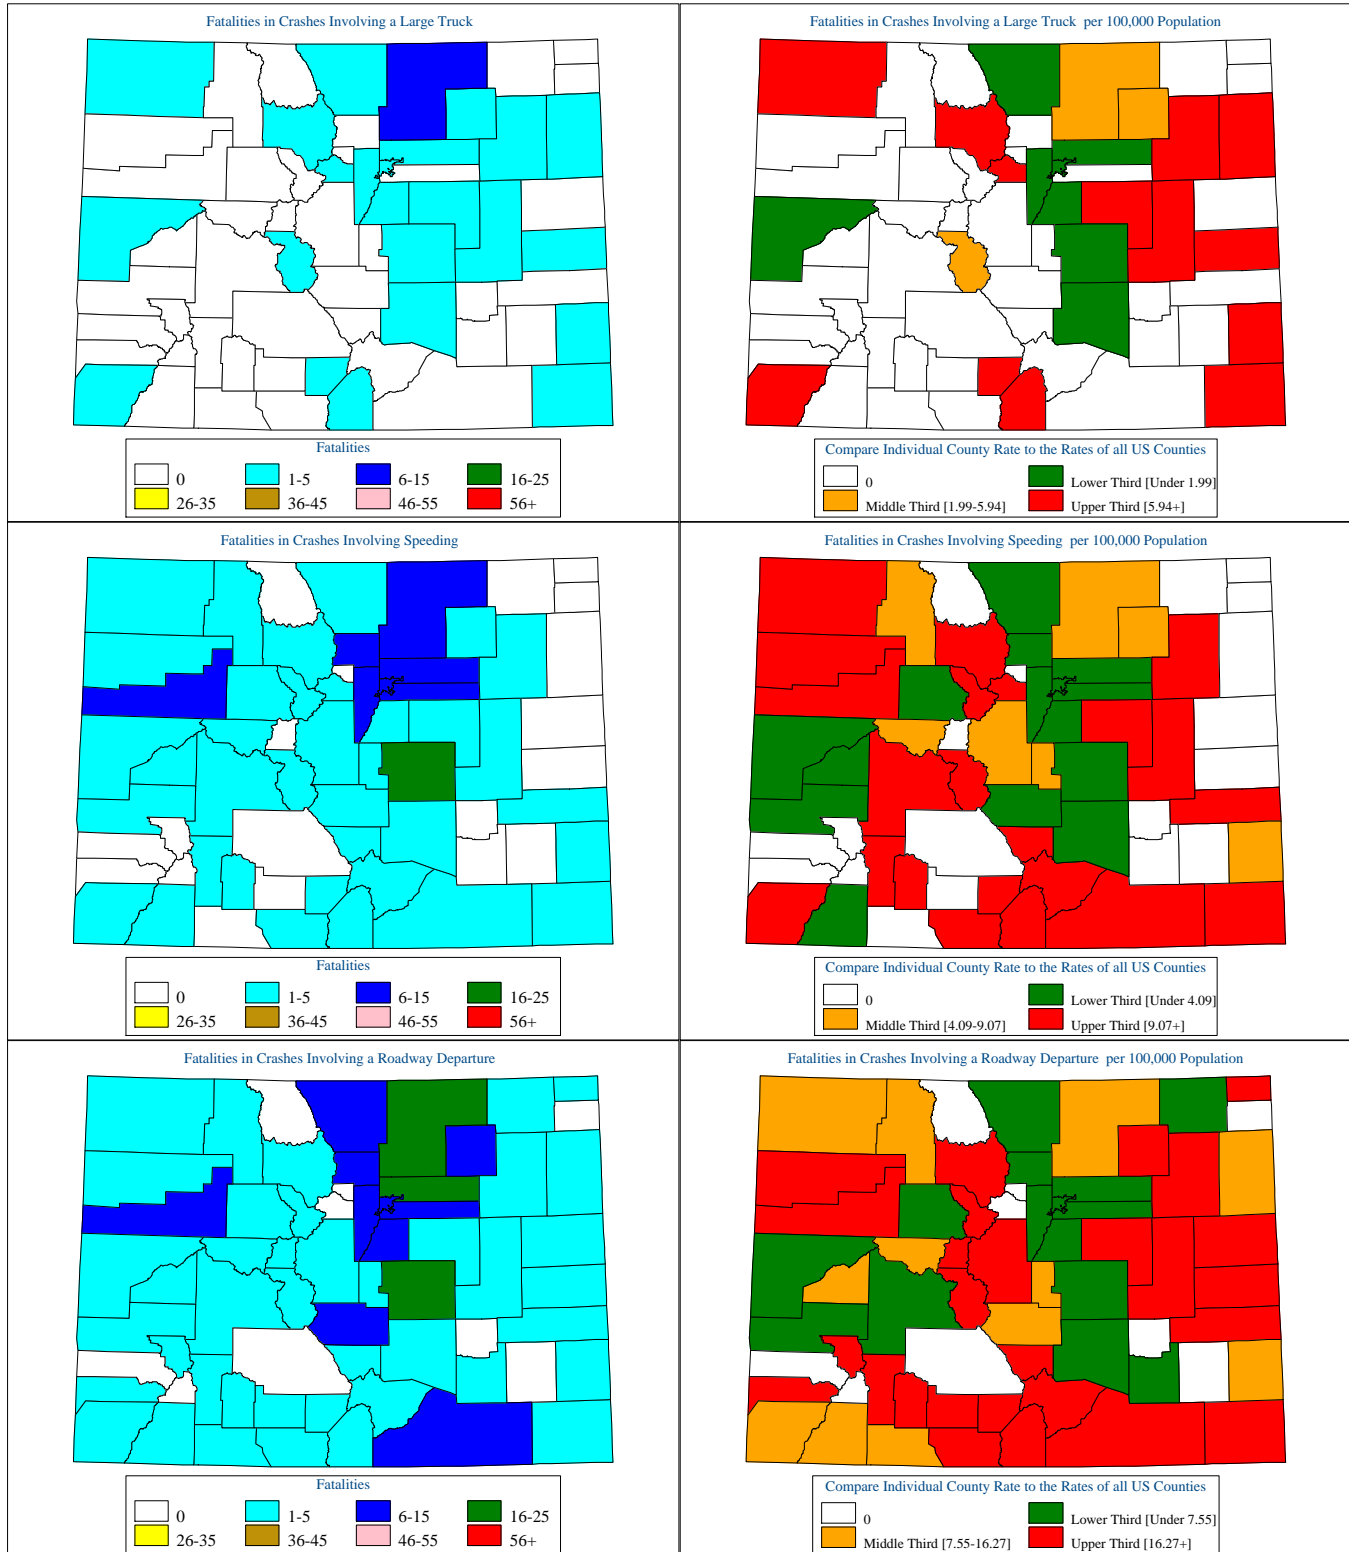 Fatalities in Crashes Involving a Large Truck
Fatalities
0
1-5
6-15
16-25
26-35
36-45
46-55
56+
Fatalities in Crashes Involving a Large Truck per 100,000 Population
Compare Individual County Rate to the Rates of all US Counties
0
Lower Third [Under 1.99]
Middle Third [1.99-5.94]
Upper Third [5.94+]
Fatalities in Crashes Involving Speeding
Fatalities
0
1-5
6-15
16-25
26-35
36-45
46-55
56+
Fatalities in Crashes Involving Speeding per 100,000 Population
Compare Individual County Rate to the Rates of all US Counties
0
Lower Third [Under 4.09]
Middle Third [4.09-9.07]
Upper Third [9.07+]
Fatalities in Crashes Involving a Roadway Departure
Fatalities
0
1-5
6-15
16-25
26-35
36-45
46-55
56+
Fatalities in Crashes Involving a Roadway Departure per 100,000 Population
Compare Individual County Rate to the Rates of all US Counties
0
Lower Third [Under 7.55]
Middle Third [7.55-16.27]
Upper Third [16.27+]